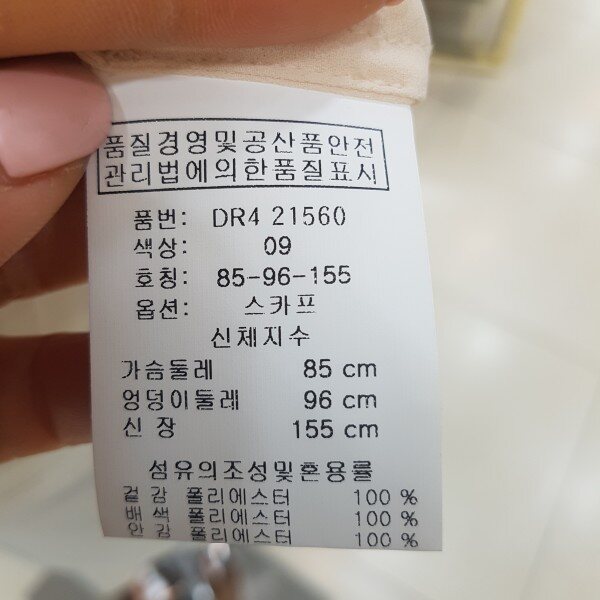 품질경영및공산품안전
관리법에의한품질표시
품번: DR4 21560
색상: 09
호칭: 85-96-155
옵션: 스카프
신체지수
가슴둘레 85 cm
엉덩이둘레 96 cm
신 장 155 cm
섬유의조성및혼용률
겉감 폴리에스터 100 %
배색 폴리에스터 100 %
안감 폴리에스터 100 %